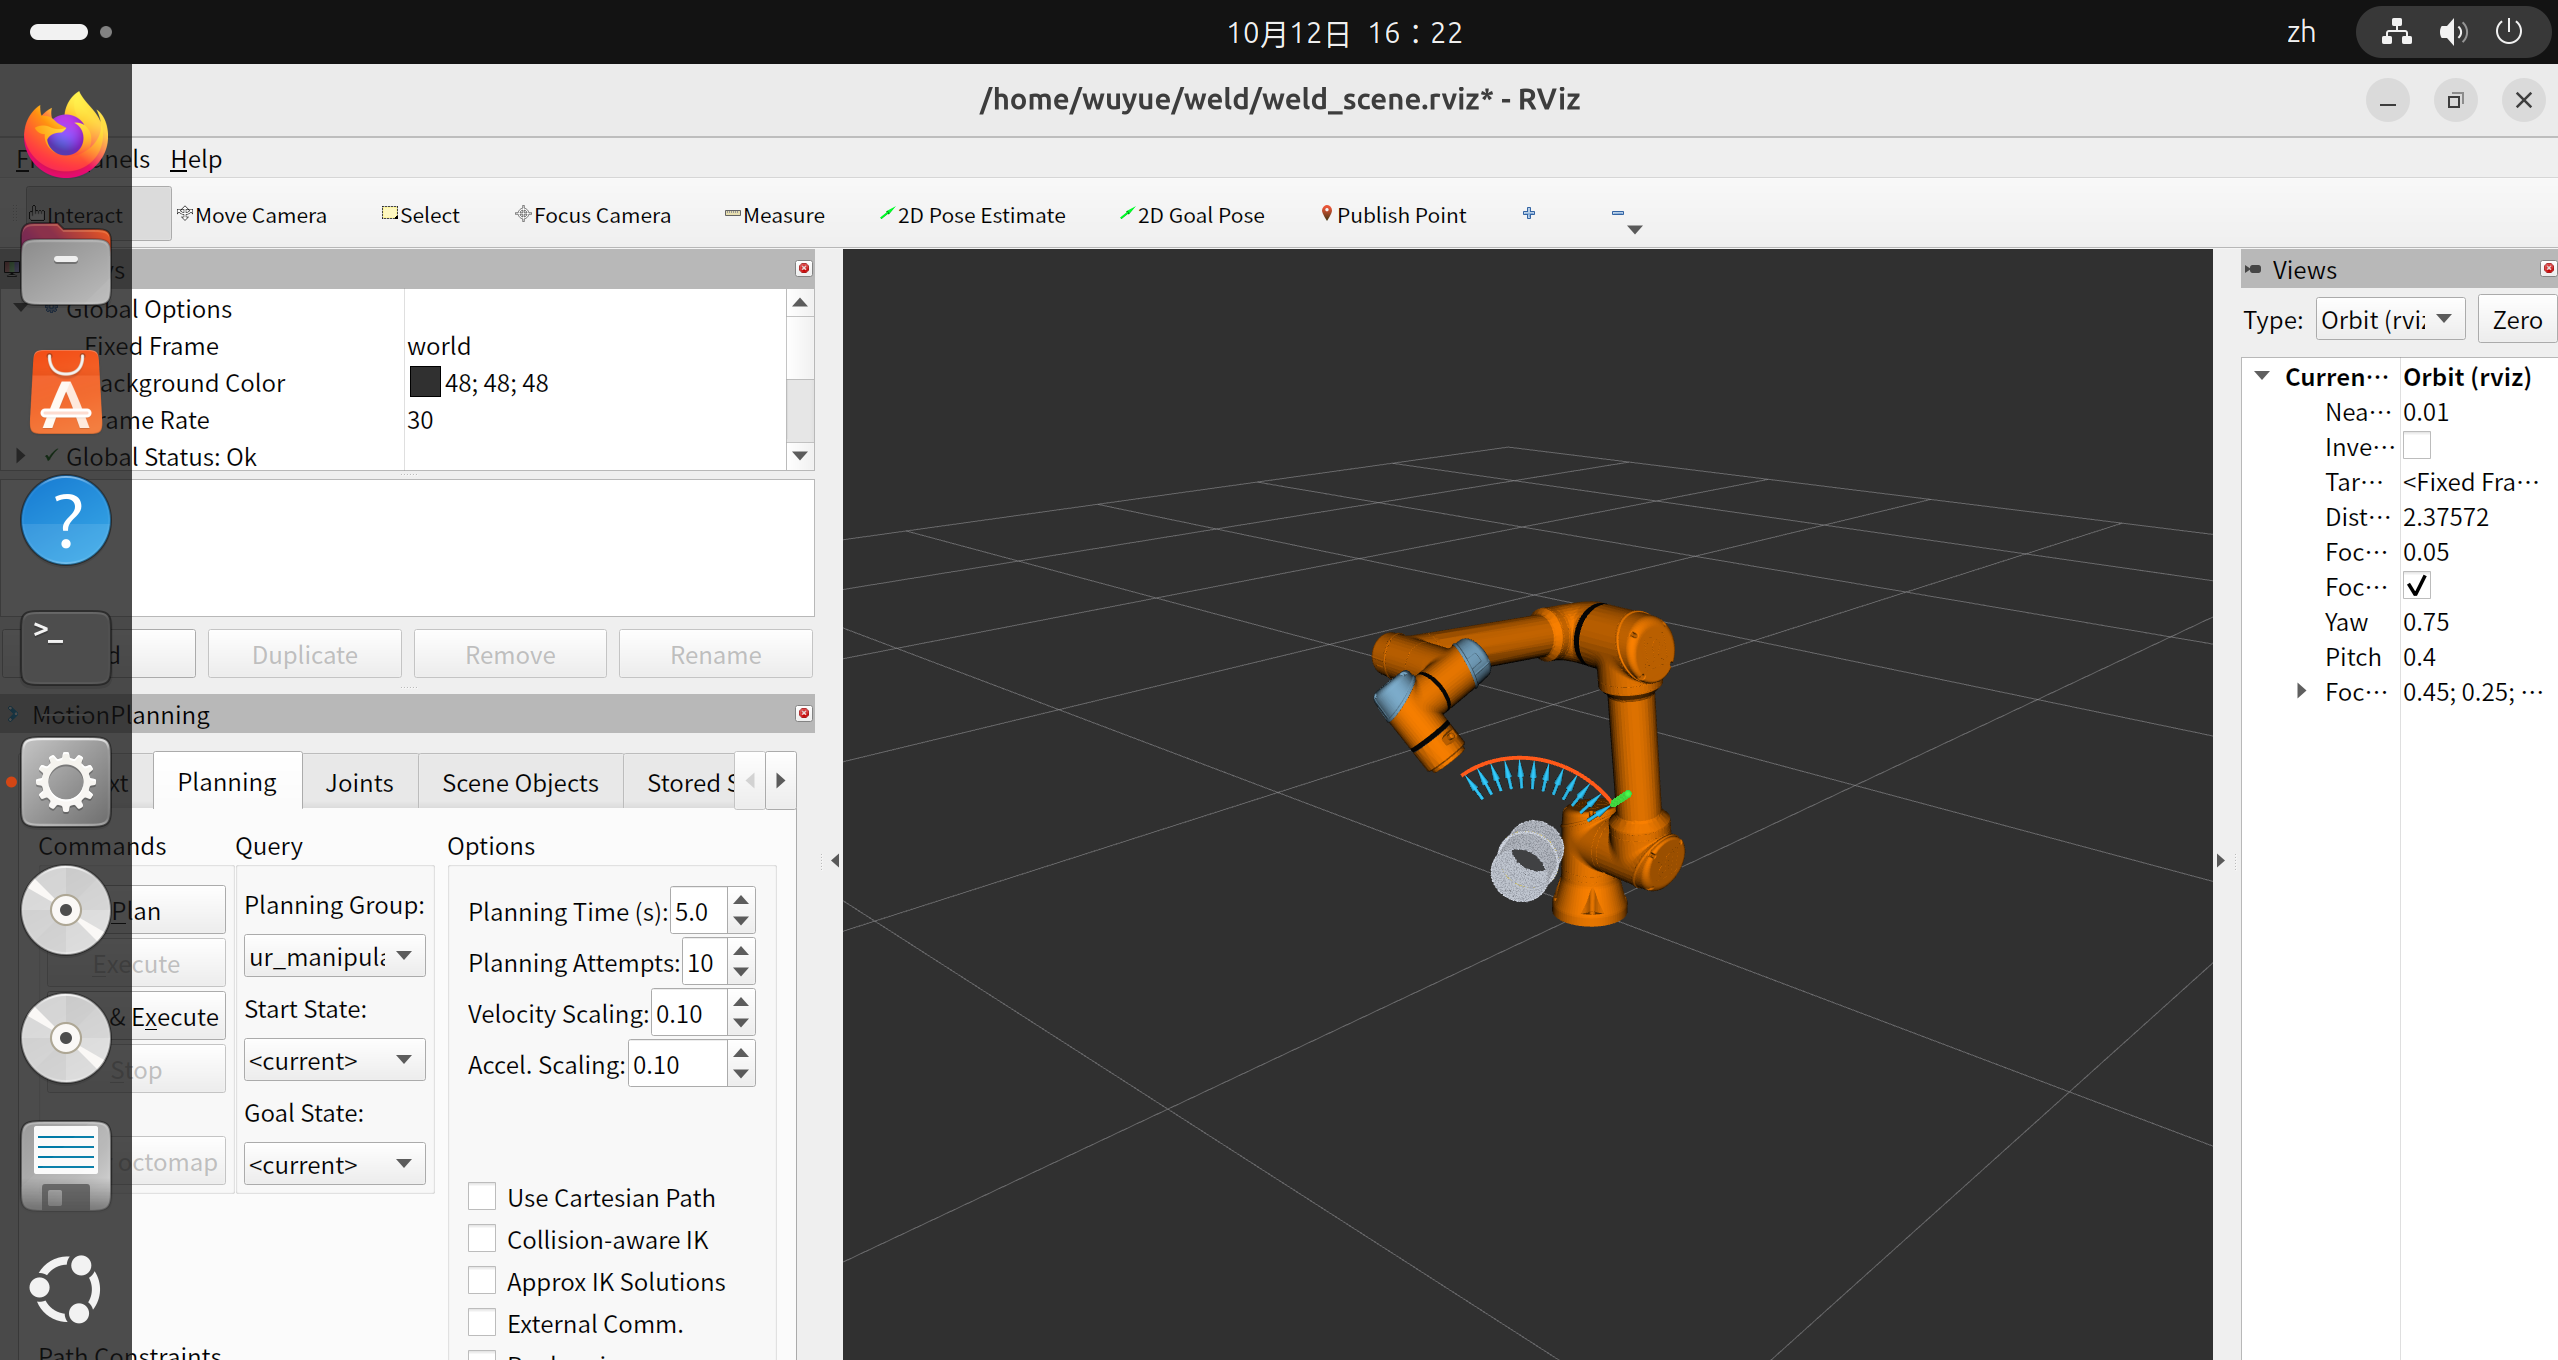 10月12日 16：22
zh
/home/wuyue/weld/weld_scene.rviz* - RViz
Help
Interact
Move Camera
Select
Focus Camera
Measure
2D Pose Estimate
2D Goal Pose
Publish Point
Global Options
Fixed Frame
world
ackground Color
48; 48; 48
rame Rate
30
Global Status: Ok
Duplicate
Remove
Rename
MotionPlanning
Planning
Joints
Scene Objects
Stored S
Commands
Query
Options
Plan
Execute
& Execute
Stop
octomap
Planning Group:
ur_manipula
Start State:
<current>
Goal State:
<current>
Planning Time (s): 5.0
Planning Attempts: 10
Velocity Scaling: 0.10
Accel. Scaling: 0.10
Use Cartesian Path
Collision-aware IK
Approx IK Solutions
External Comm.
Path Constraints
Views
Type:
Orbit (rviz
Zero
Curren⋯ Orbit (rviz)
Nea⋯ 0.01
Inve⋯
Tar⋯ <Fixed Fra⋯
Dist⋯ 2.37572
Foc⋯ 0.05
Foc⋯
Yaw 0.75
Pitch 0.4
Foc⋯ 0.45; 0.25; ⋯